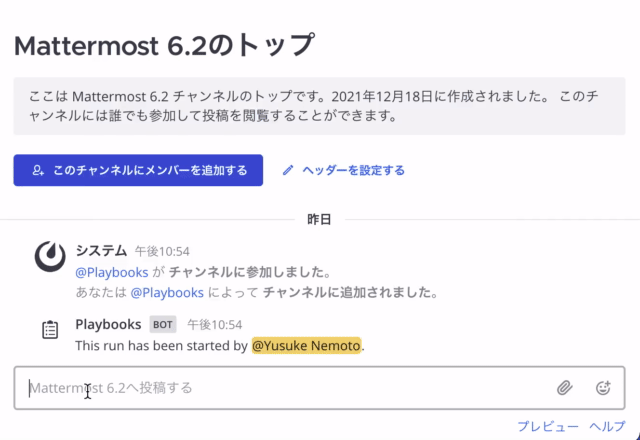 Mattermost 6.2のトップ
ここは Mattermost 6.2 チャンネルのトップです。2021年12月18日に作成されました。 このチ
ャンネルには誰でも参加して投稿を閲覧することができます。
このチャンネルにメンバーを追加する ヘッダーを設定する
昨日
システム 午後10:54
@Playbooks が チャンネルに参加しました。
あなたは @Playbooks によって チャンネルに追加されました。
Playbooks BOT 午後10:54
This run has been started by @Yusuke Nemoto.
Mattermost 6.2へ投稿する
プレビュー ヘルプ